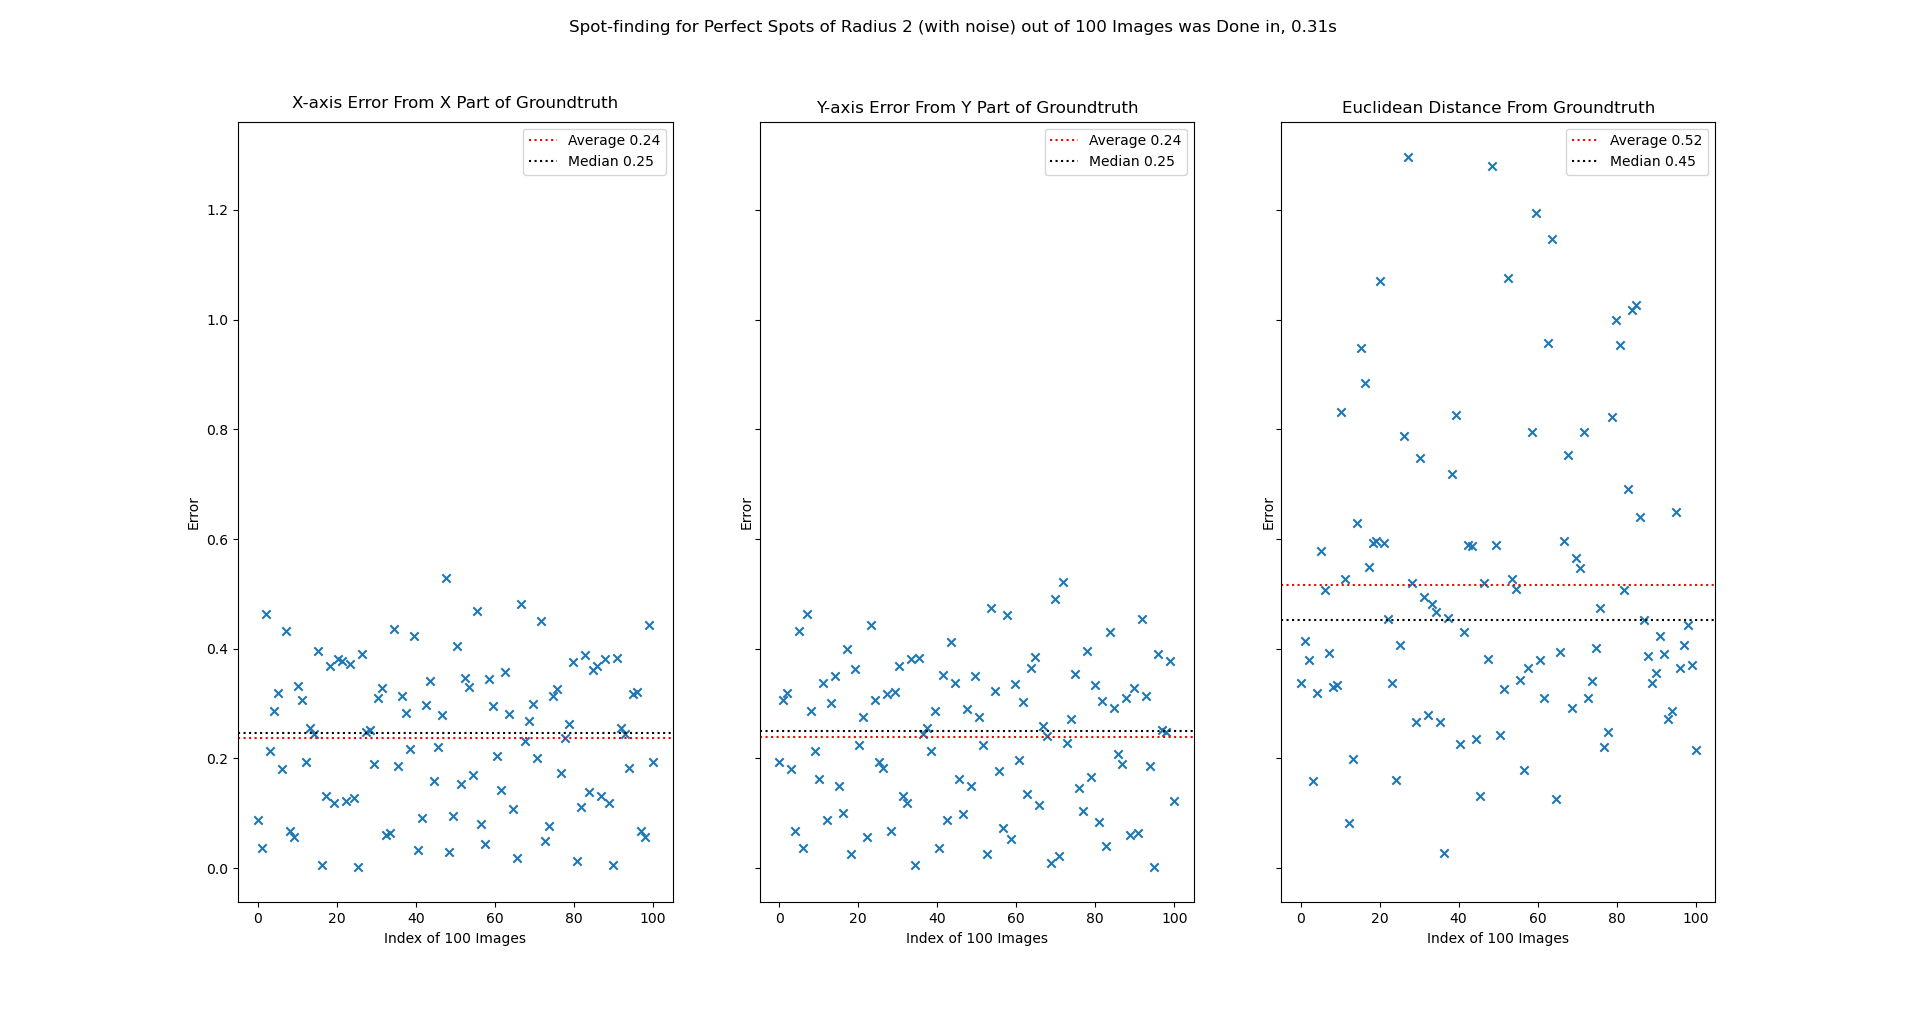 Spot-finding for Perfect Spots of Radius 2 (with noise) out of 100 Images was Done in, 0.31s
X-axis Error From X Part of Groundtruth
Average 0.24
Median 0.25
1.2
1.0
0.8
0.6
0.4
0.2
0.0
Error
0 20 40 60 80 100
Index of 100 Images
Y-axis Error From Y Part of Groundtruth
Average 0.24
Median 0.25
Error
0 20 40 60 80 100
Index of 100 Images
Euclidean Distance From Groundtruth
Average 0.52
Median 0.45
Error
0 20 40 60 80 100
Index of 100 Images